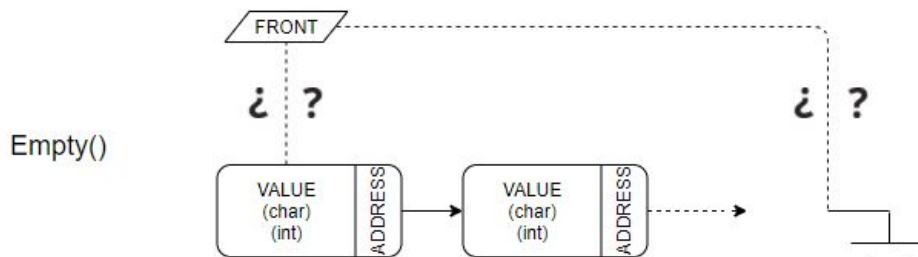 FRONT
¿ ?
¿ ?
Empty()
VALUE
(char)
(int)
ADDRESS
VALUE
(char)
(int)
ADDRESS